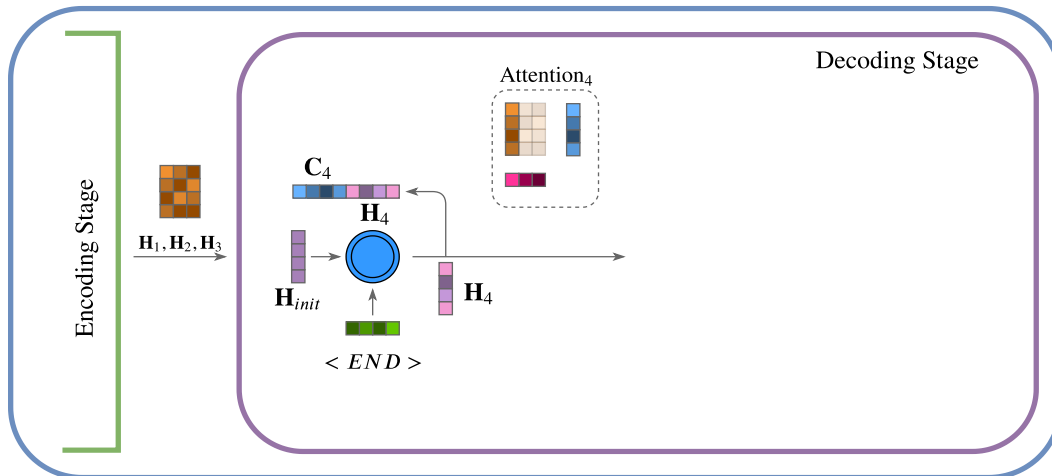 Decoding Stage
Attention₄
C₄
H₄
H₁, H₂, H₃
Encoding Stage
H_init
H₄
< END >